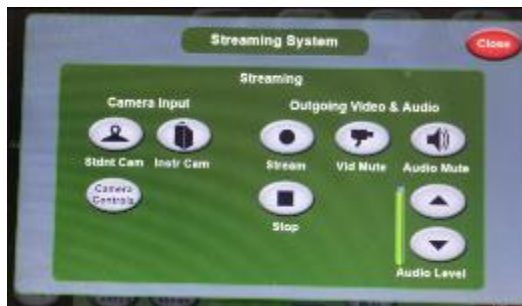 Streaming System
Close
Streaming
Camera Input
Outgoing Video & Audio
Stdnt Cam
Instr Cam
Stream
Vid Mute
Audio Mute
Camera
Controls
Stop
Audio Level